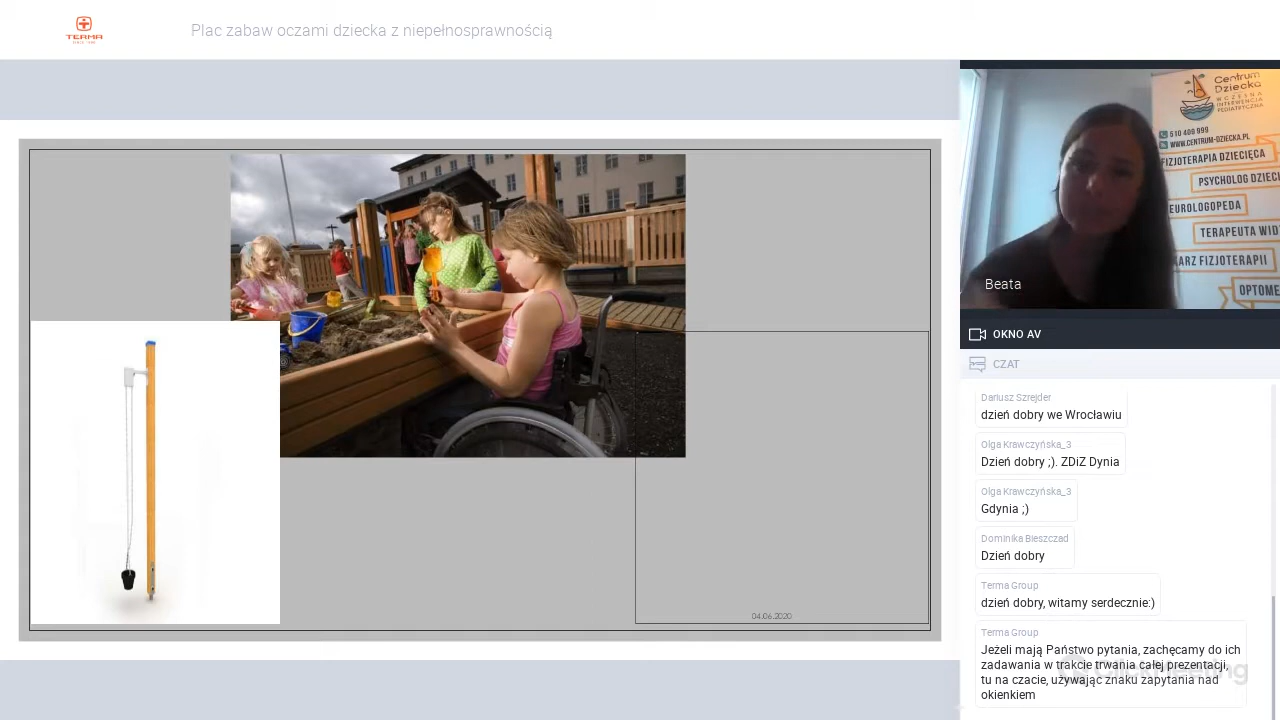 TERMA
Plac zabaw oczami dziecka z niepełnosprawnością
Centrum
Dziecka
WCZESNA
INTERWENCJA
PEDIATRYCZNA
510 409 999
WWW.CENTRUM-DZIECKA.PL
FIZJOTERAPIA DZIECIĘCA
PSYCHOLOG DZIECI
EUROLOGOPEDA
TERAPEUTA WID
ARZ FIZJOTERAPII
OPTOME
Beata
OKNO AV
CZAT
Dariusz Szrejder
dzień dobry we Wrocławiu
Olga Krawczyńska_3
Dzień dobry ;). ZDiZ Dynia
Olga Krawczyńska_3
Gdynia ;)
Dominika Bieszczad
Dzień dobry
Terma Group
dzień dobry, witamy serdecznie:)
Terma Group
Jeżeli mają Państwo pytania, zachęcamy do ich
zadawania w trakcie trwania całej prezentacji,
tu na czacie, używając znaku zapytania nad
okienkiem
ClickMeeting
04.06.2020